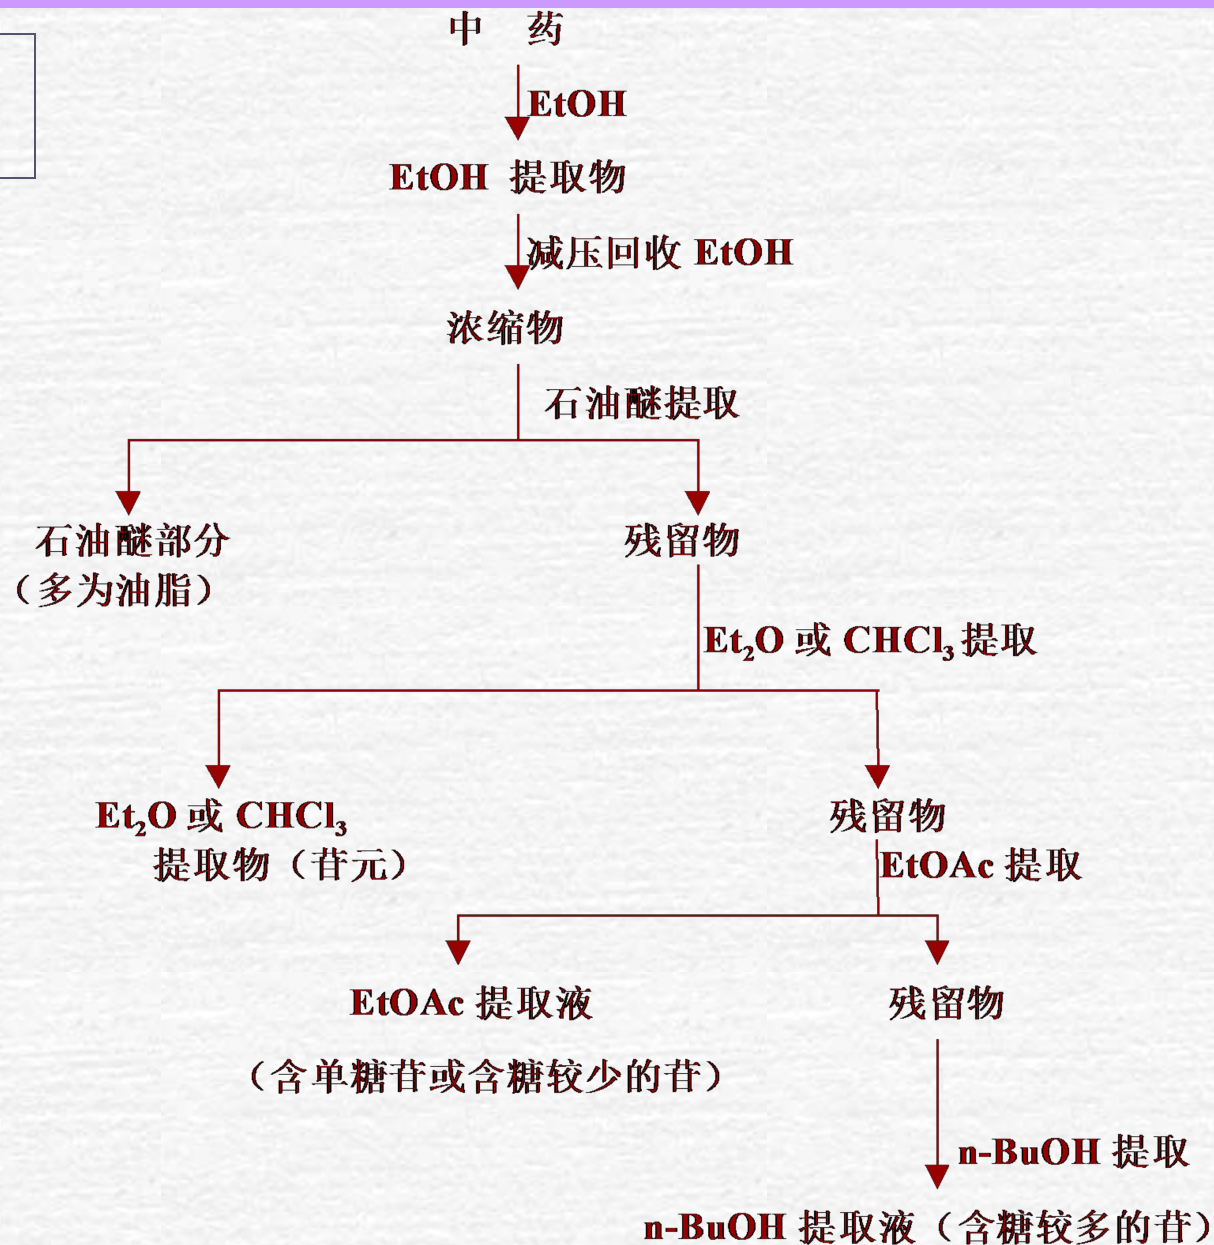 中 药
EtOH
EtOH 提取物
减压回收 EtOH
浓缩物
石油醚提取
石油醚部分
（多为油脂）
残留物
Et₂O 或 CHCl₃ 提取
Et₂O 或 CHCl₃
提取物（苷元）
残留物
EtOAc 提取
EtOAc 提取液
（含单糖苷或含糖较少的苷）
残留物
n-BuOH 提取
n-BuOH 提取液（含糖较多的苷）